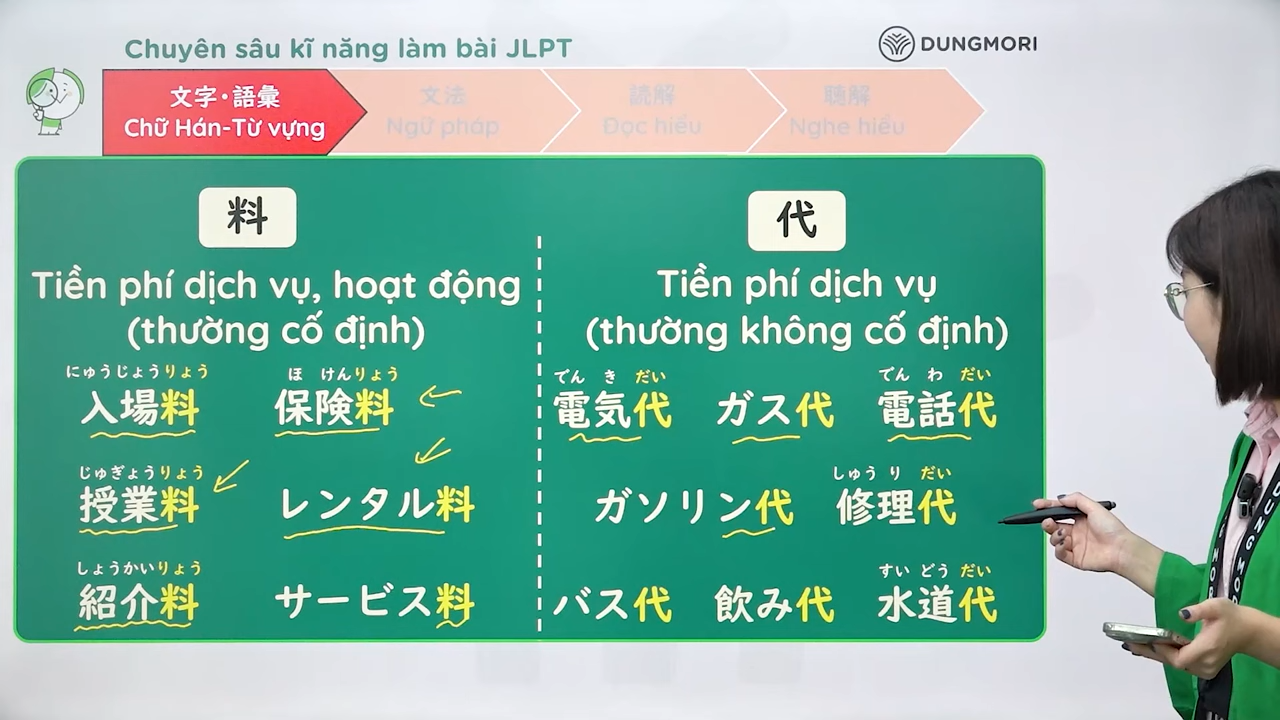 Chuyên sâu kĩ năng làm bài JLPT
DUNGMORI
文字・語彙
Chữ Hán-Từ vựng
文法
Ngữ pháp
読解
Đọc hiểu
聴解
Nghe hiểu
料
Tiền phí dịch vụ, hoạt động
(thường cố định)
にゅうじょうりょう ほけんりょう
入場料 保険料
じゅぎょうりょう
授業料 レンタル料
しょうかいりょう
紹介料 サービス料
代
Tiền phí dịch vụ
(thường không cố định)
でんきだい でんわだい
電気代 ガス代 電話代
しゅうりだい
ガソリン代 修理代
すいどうだい
バス代 飲み代 水道代